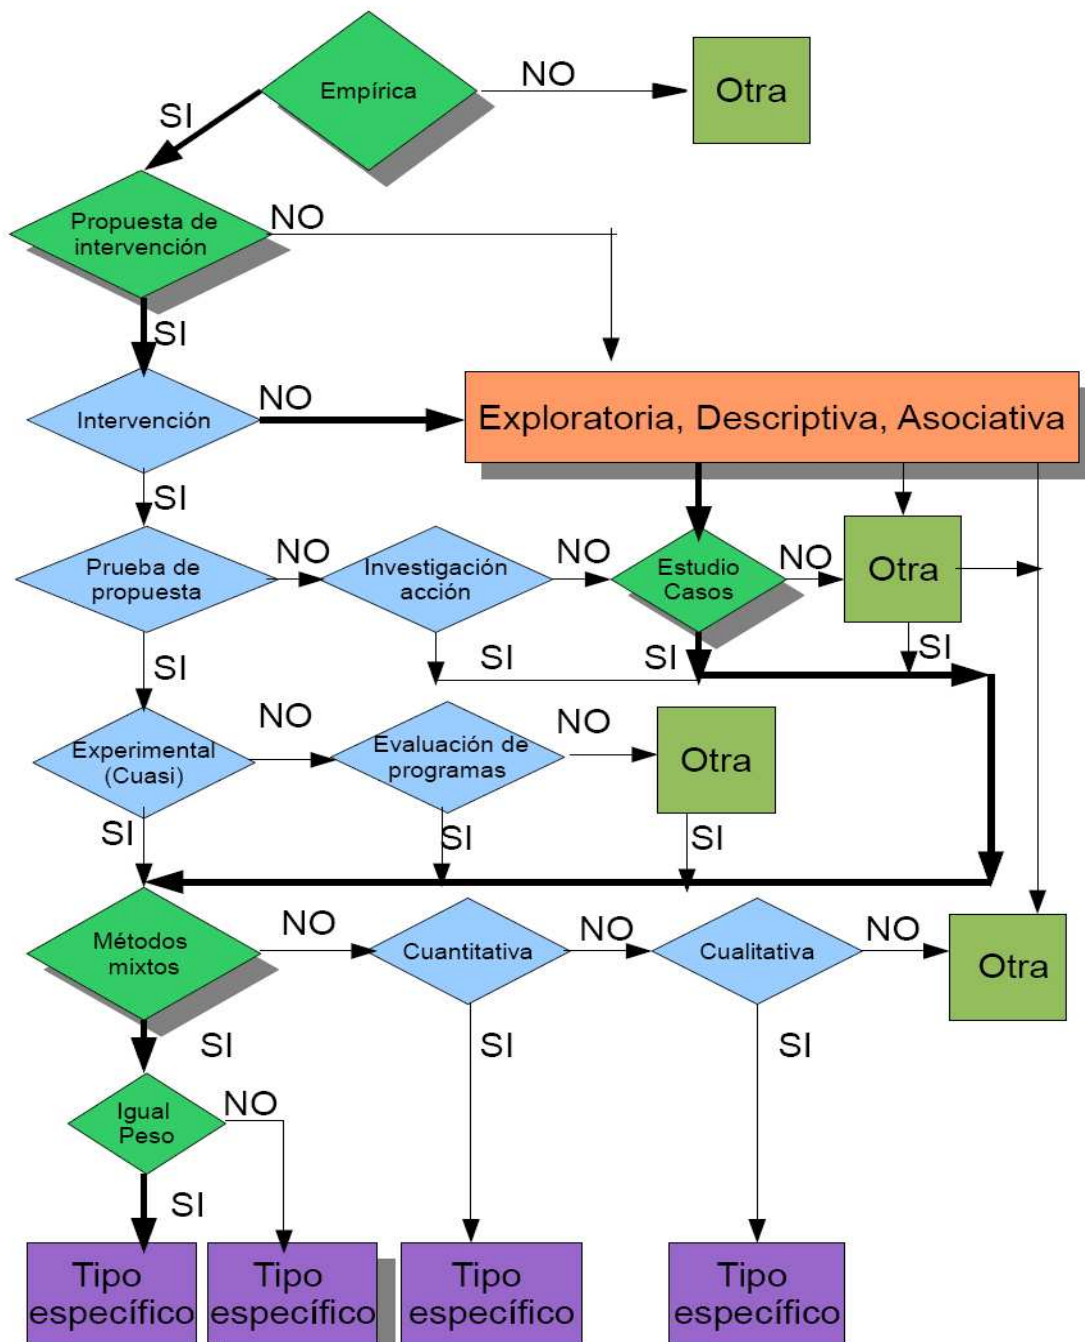 Empírica
NO
Otra
SI
Propuesta de
intervención
NO
SI
Intervención
NO
Exploratoria, Descriptiva, Asociativa
SI
Prueba de
propuesta
NO
Investigación
acción
NO
Estudio
Casos
NO
Otra
SI
SI
SI
SI
Experimental
(Cuasi)
NO
Evaluación de
programas
NO
Otra
SI
SI
SI
Métodos
mixtos
NO
Cuantitativa
NO
Cualitativa
NO
Otra
SI
SI
SI
Igual
Peso
NO
SI
Tipo
específico
Tipo
específico
Tipo
específico
Tipo
específico